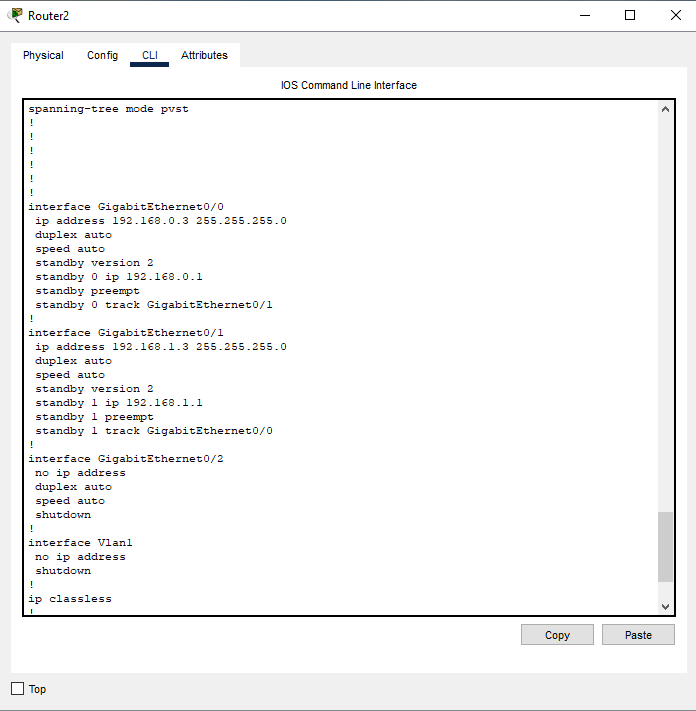 Router2
Physical Config CLI Attributes
IOS Command Line Interface
spanning-tree mode pvst
!
!
!
!
!
!
interface GigabitEthernet0/0
ip address 192.168.0.3 255.255.255.0
duplex auto
speed auto
standby version 2
standby 0 ip 192.168.0.1
standby preempt
standby 0 track GigabitEthernet0/1
!
interface GigabitEthernet0/1
ip address 192.168.1.3 255.255.255.0
duplex auto
speed auto
standby version 2
standby 1 ip 192.168.1.1
standby 1 preempt
standby 1 track GigabitEthernet0/0
!
interface GigabitEthernet0/2
no ip address
duplex auto
speed auto
shutdown
!
interface Vlan1
no ip address
shutdown
!
ip classless
!
Copy Paste
Top